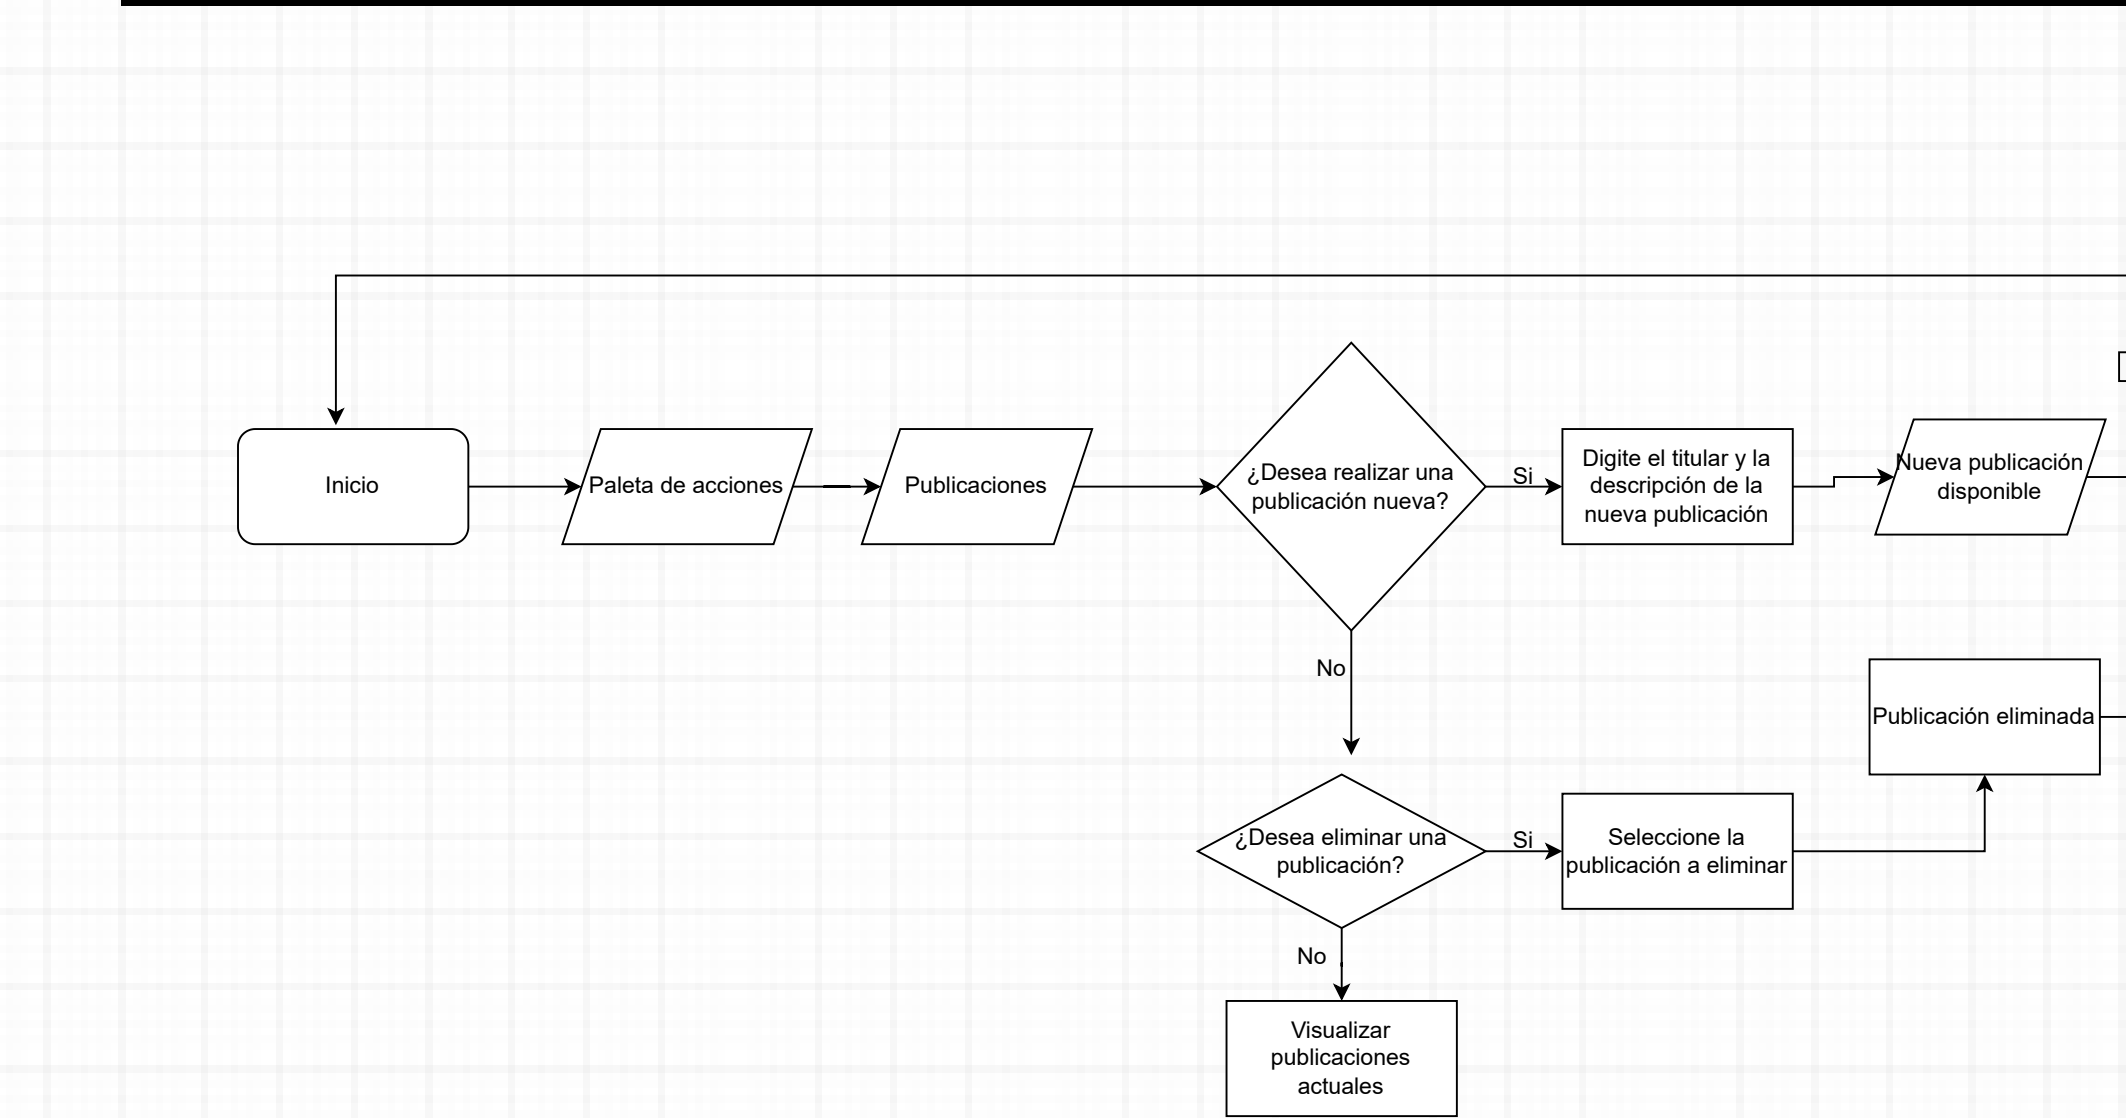 Inicio
Paleta de acciones
Publicaciones
¿Desea realizar una
publicación nueva?
Si
Digite el titular y la
descripción de la
nueva publicación
Nueva publicación
disponible
No
Publicación eliminada
¿Desea eliminar una
publicación?
Si
Seleccione la
publicación a eliminar
No
Visualizar
publicaciones
actuales